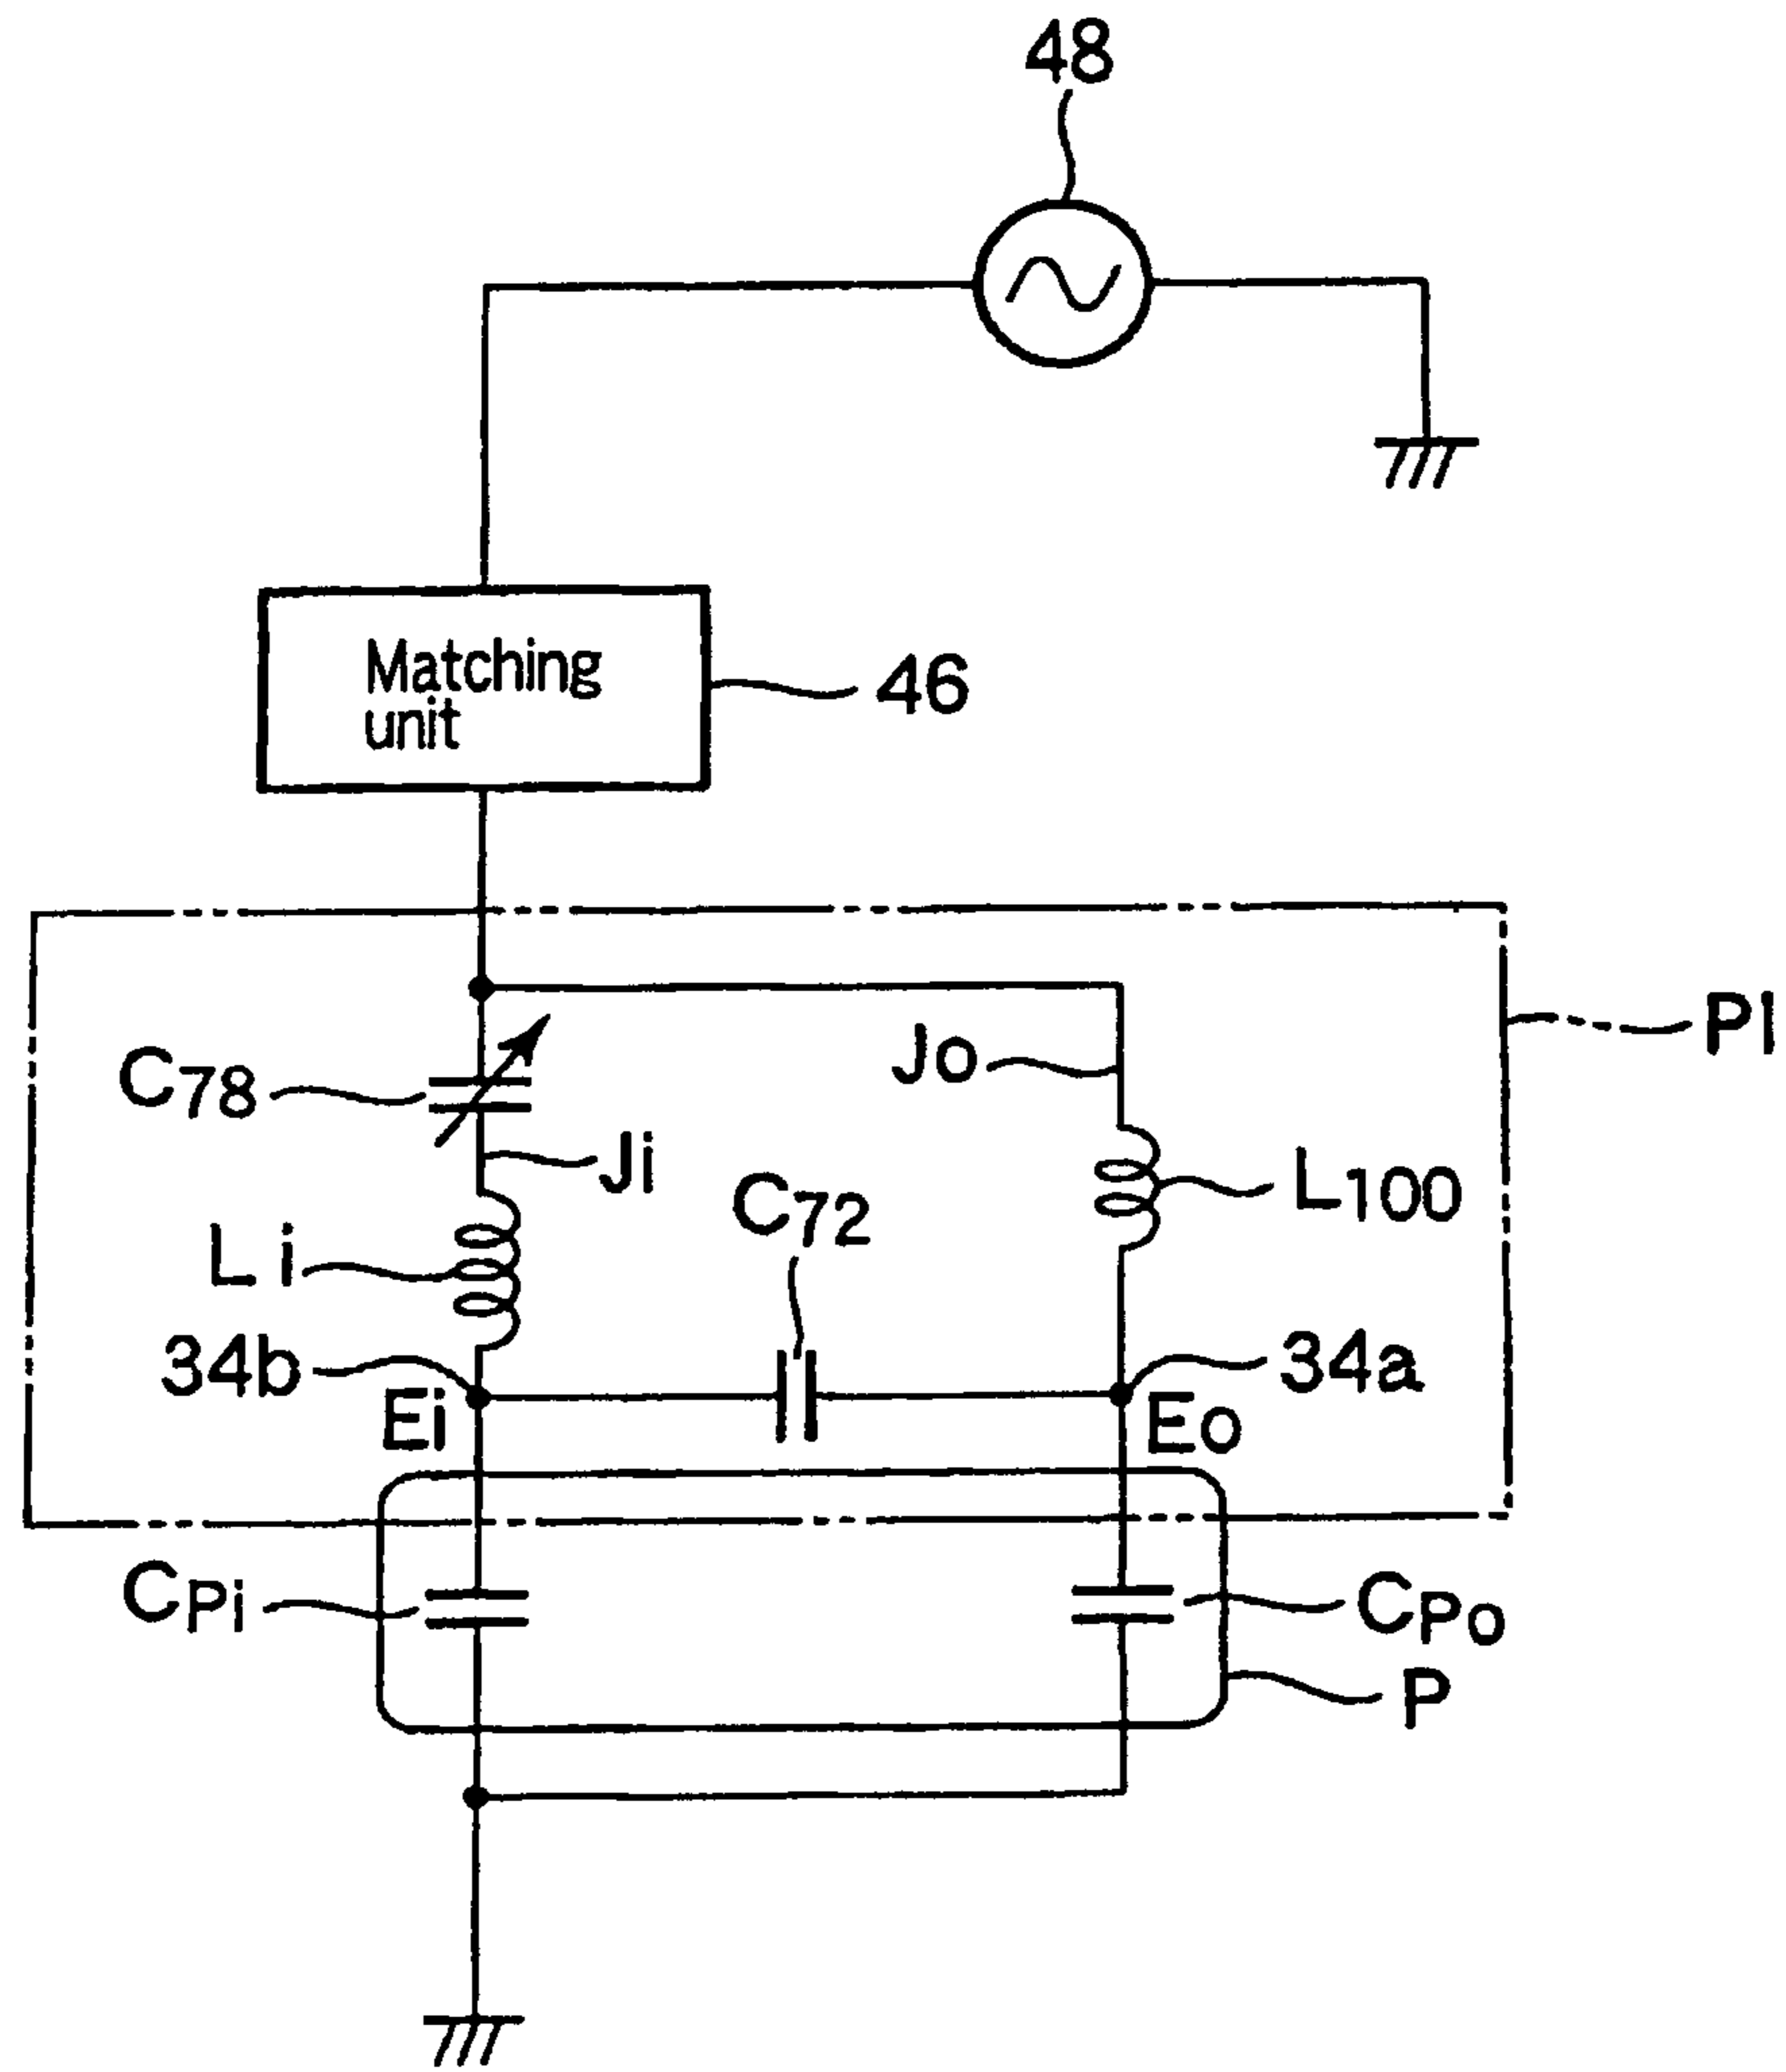 48
Matching
unit
46
Pl
C78
Jo
Ji
C72
L100
Li
34b
34a
Ei
Eo
CPi
CPo
P